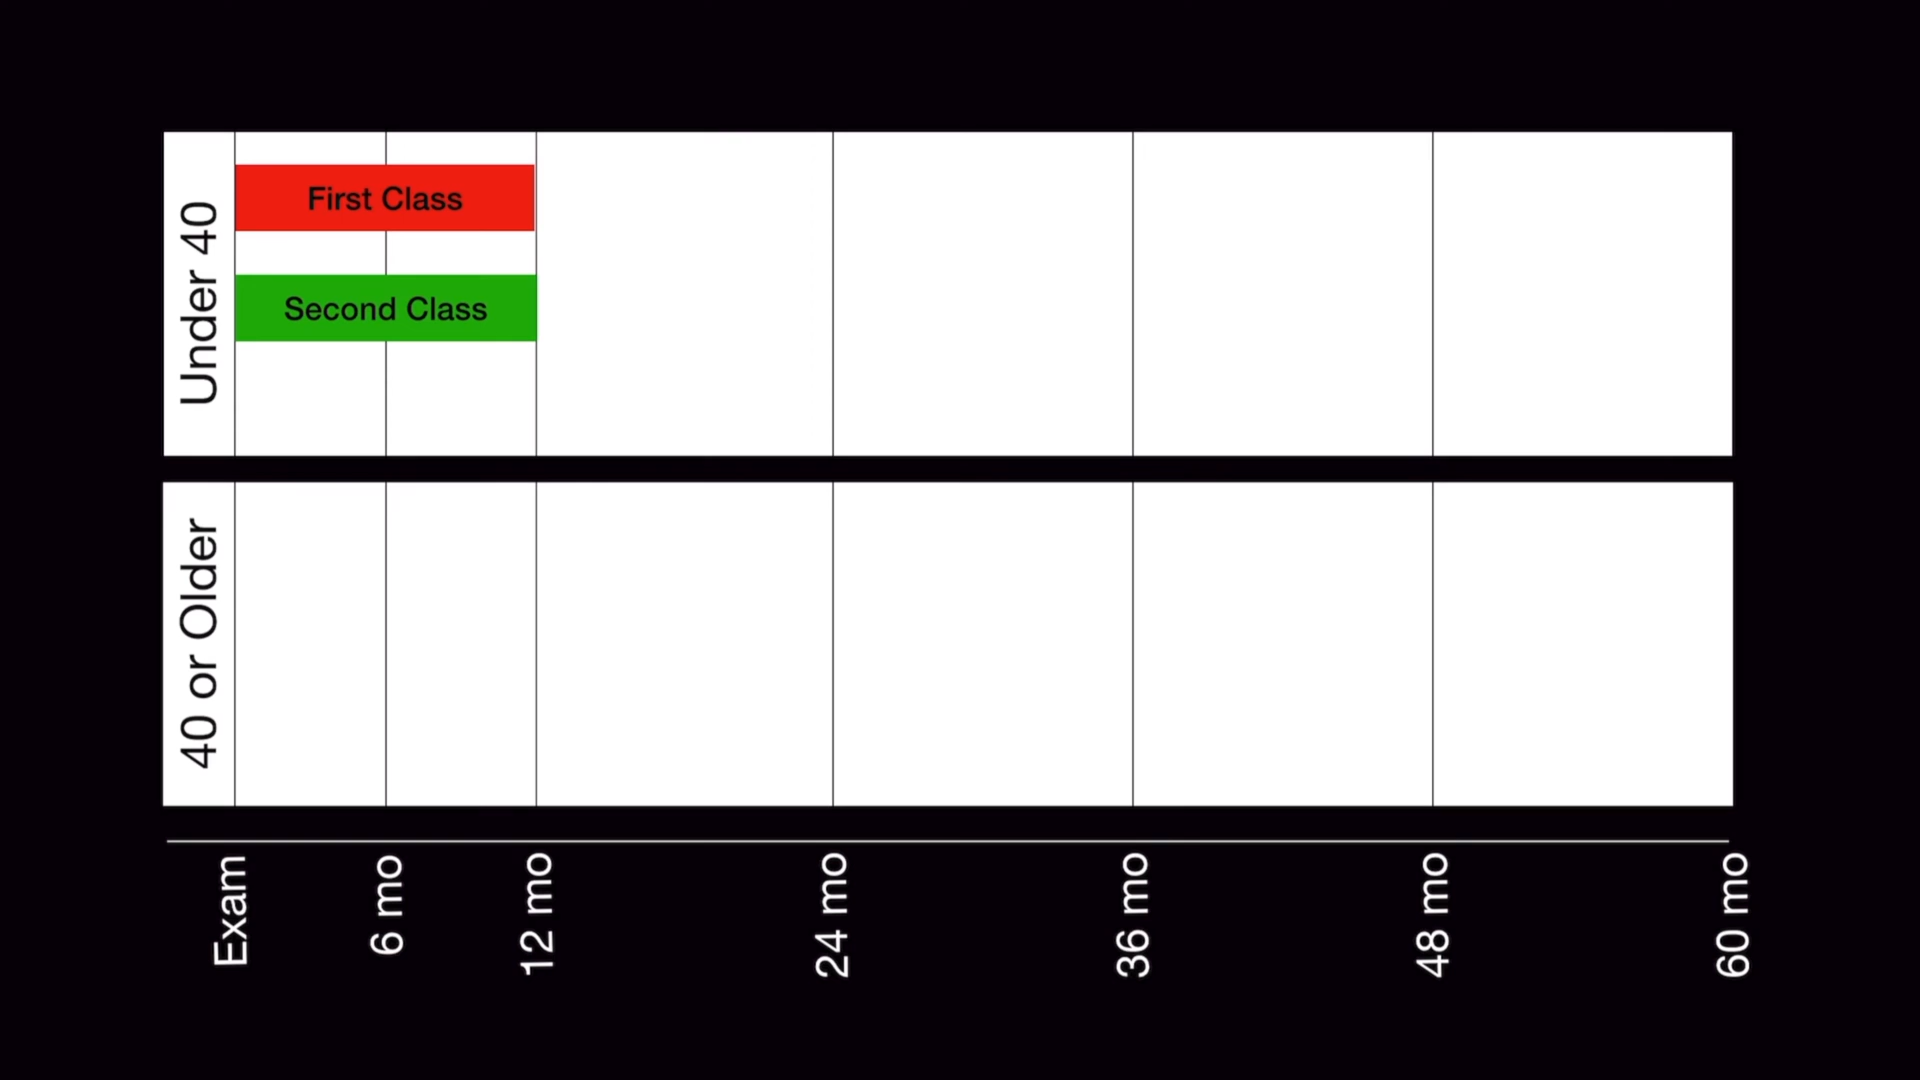 Under 40
First Class
Second Class
40 or Older
Exam
6 mo
12 mo
24 mo
36 mo
48 mo
60 mo